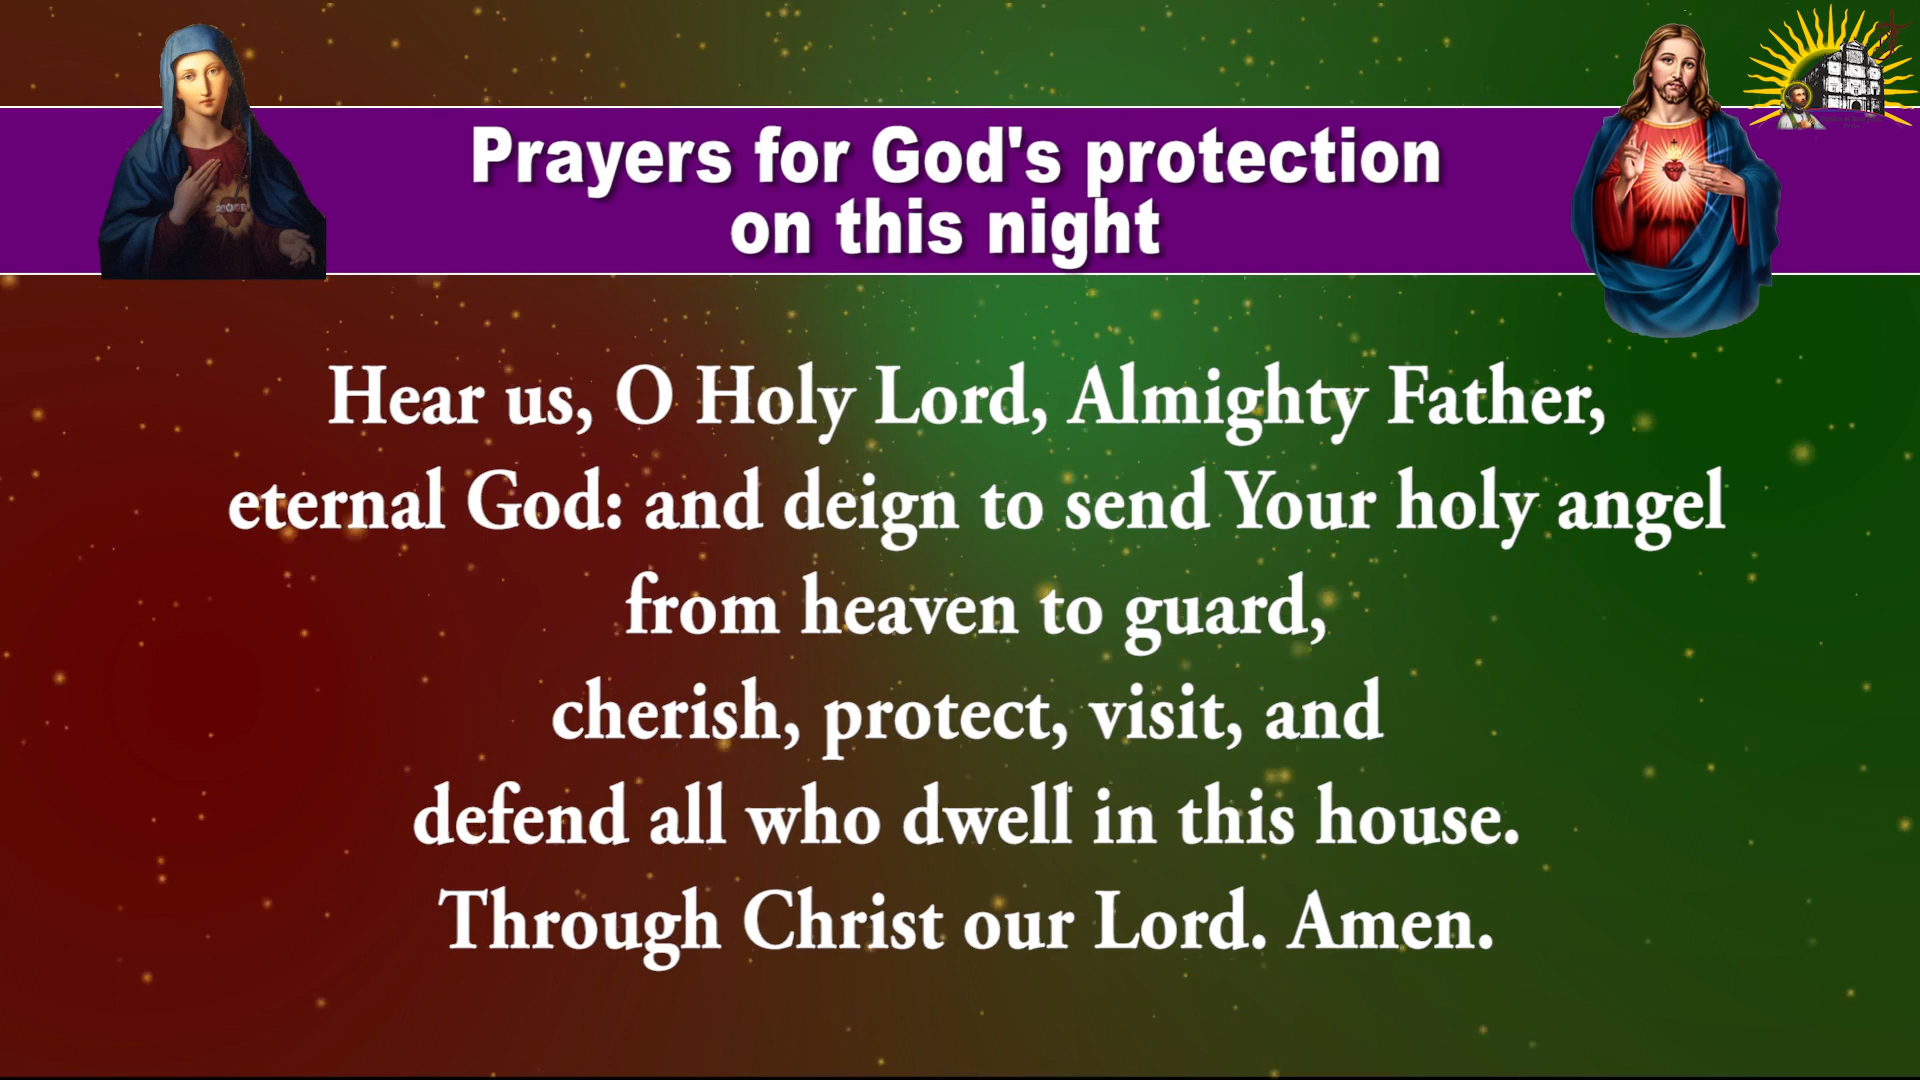 Prayers for God's protection
on this night
Hear us, O Holy Lord, Almighty Father,
eternal God: and deign to send Your holy angel
from heaven to guard,
cherish, protect, visit, and
defend all who dwell in this house.
Through Christ our Lord. Amen.